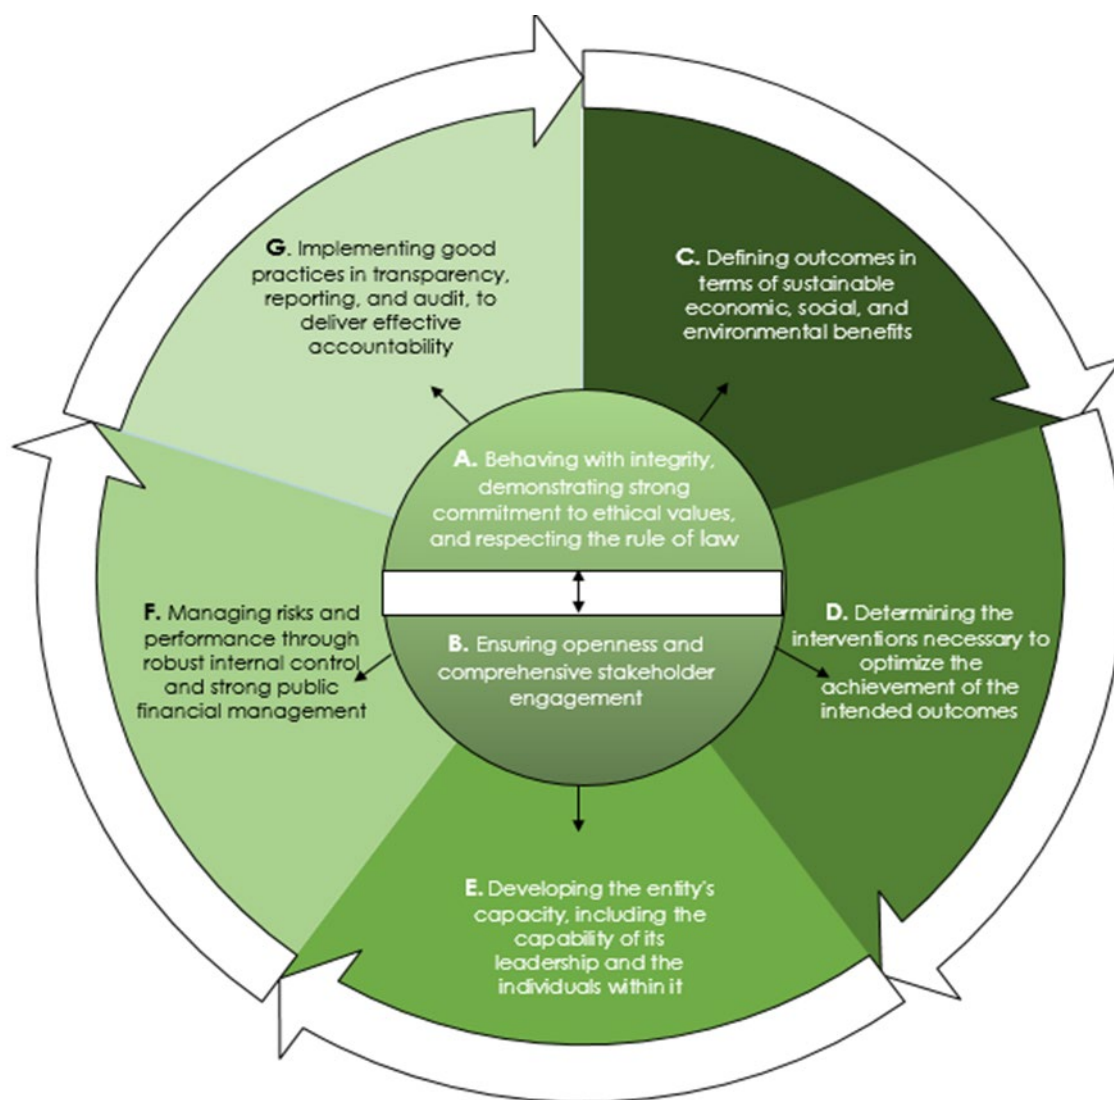 G. Implementing good
practices in transparency,
reporting, and audit, to
deliver effective
accountability
C. Defining outcomes in
terms of sustainable
economic, social, and
environmental benefits
A. Behaving with integrity,
demonstrating strong
commitment to ethical values,
and respecting the rule of law
F. Managing risks and
performance through
robust internal control
and strong public
financial management
B. Ensuring openness and
comprehensive stakeholder
engagement
D. Determining the
interventions necessary to
optimize the
achievement of the
intended outcomes
E. Developing the entity's
capacity, including the
capability of its
leadership and the
individuals within it